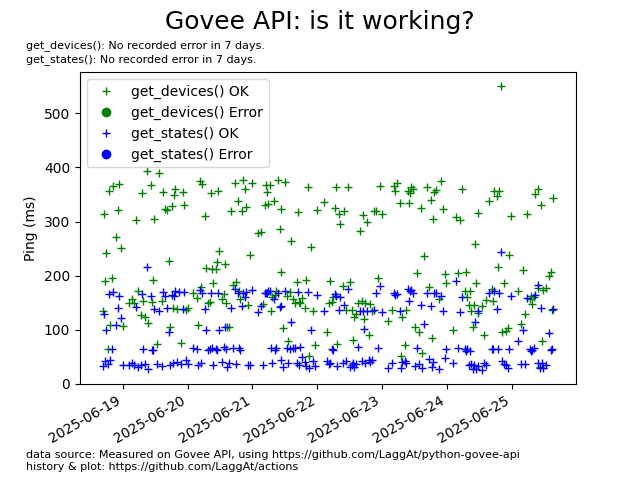 Govee API: is it working?
get_devices(): No recorded error in 7 days.
get_states(): No recorded error in 7 days.
get_devices() OK
get_devices() Error
get_states() OK
get_states() Error
Ping (ms)
500
400
300
200
100
0
2025-06-19
2025-06-20
2025-06-21
2025-06-22
2025-06-23
2025-06-24
2025-06-25
data source: Measured on Govee API, using https://github.com/LaggAt/python-govee-api
history & plot: https://github.com/LaggAt/actions